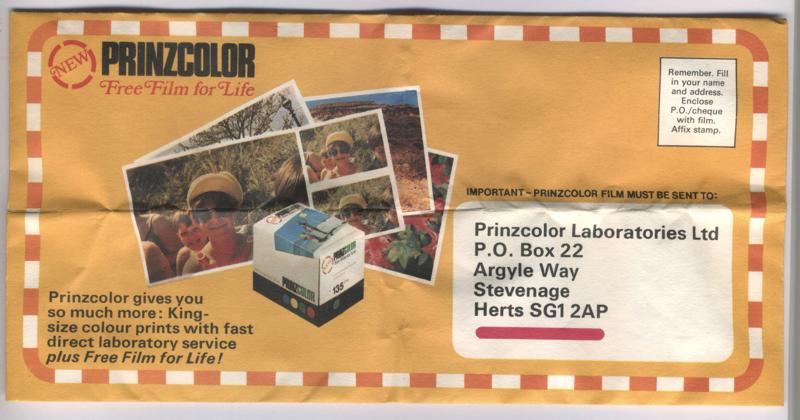 NEW
PRINZCOLOR
Free Film for Life
Remember. Fill
in your name
and address.
Enclose
P.O./cheque
with film.
Affix stamp.
IMPORTANT - PRINZCOLOR FILM MUST BE SENT TO:
Prinzcolor Laboratories Ltd
P.O. Box 22
Argyle Way
Stevenage
Herts SG1 2AP
PRINZCOLOR
PRINZCOLOR
135
Prinzcolor gives you
so much more: King-
size colour prints with fast
direct laboratory service
plus Free Film for Life!